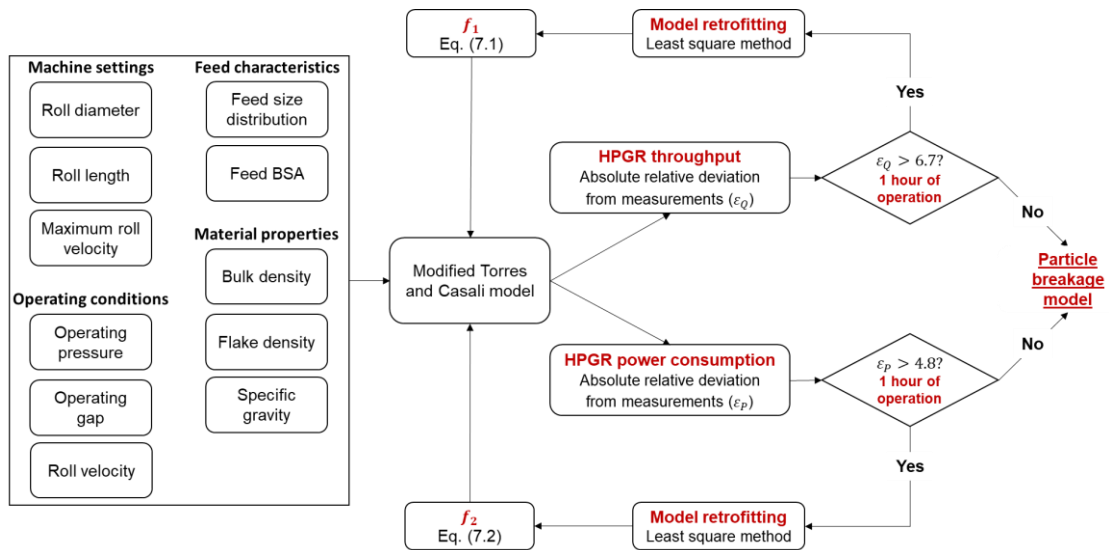 Machine settings
Roll diameter
Roll length
Maximum roll
velocity
Operating conditions
Operating
pressure
Operating
gap
Roll velocity
Feed characteristics
Feed size
distribution
Feed BSA
Material properties
Bulk density
Flake density
Specific
gravity
Modified Torres
and Casali model
f₁
Eq. (7.1)
Model retrofitting
Least square method
Yes
HPGR throughput
Absolute relative deviation
from measurements (ε_Q)
ε_Q > 6.7?
1 hour of
operation
No
Particle
breakage
model
No
HPGR power consumption
Absolute relative deviation
from measurements (ε_P)
ε_P > 4.8?
1 hour of
operation
Yes
f₂
Eq. (7.2)
Model retrofitting
Least square method